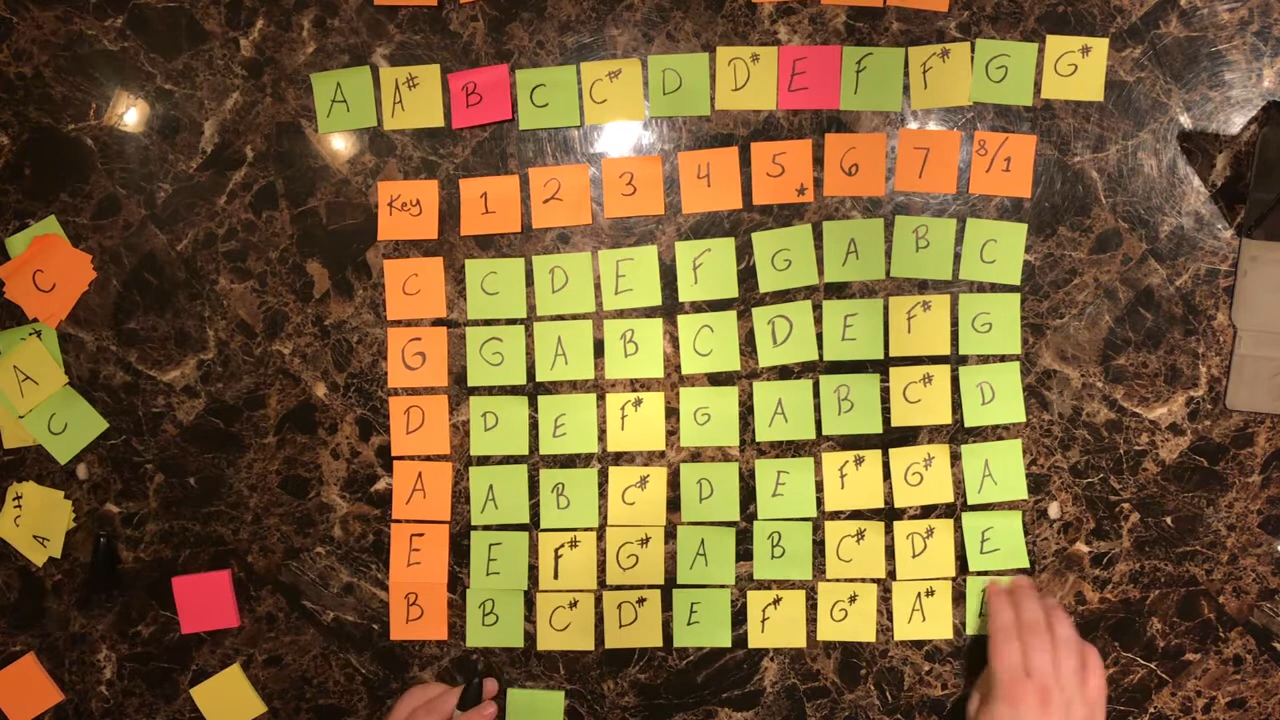 A A# B C C# D D# E F F# G G#
Key 1 2 3 4 5★ 6 7 8/1
C C D E F G A B C
G G A B C D E F# G
D D E F# G A B C# D
A A B C# D E F# G# A
E E F# G# A B C# D# E
B B C# D# E F# G# A#
C
A
C
A